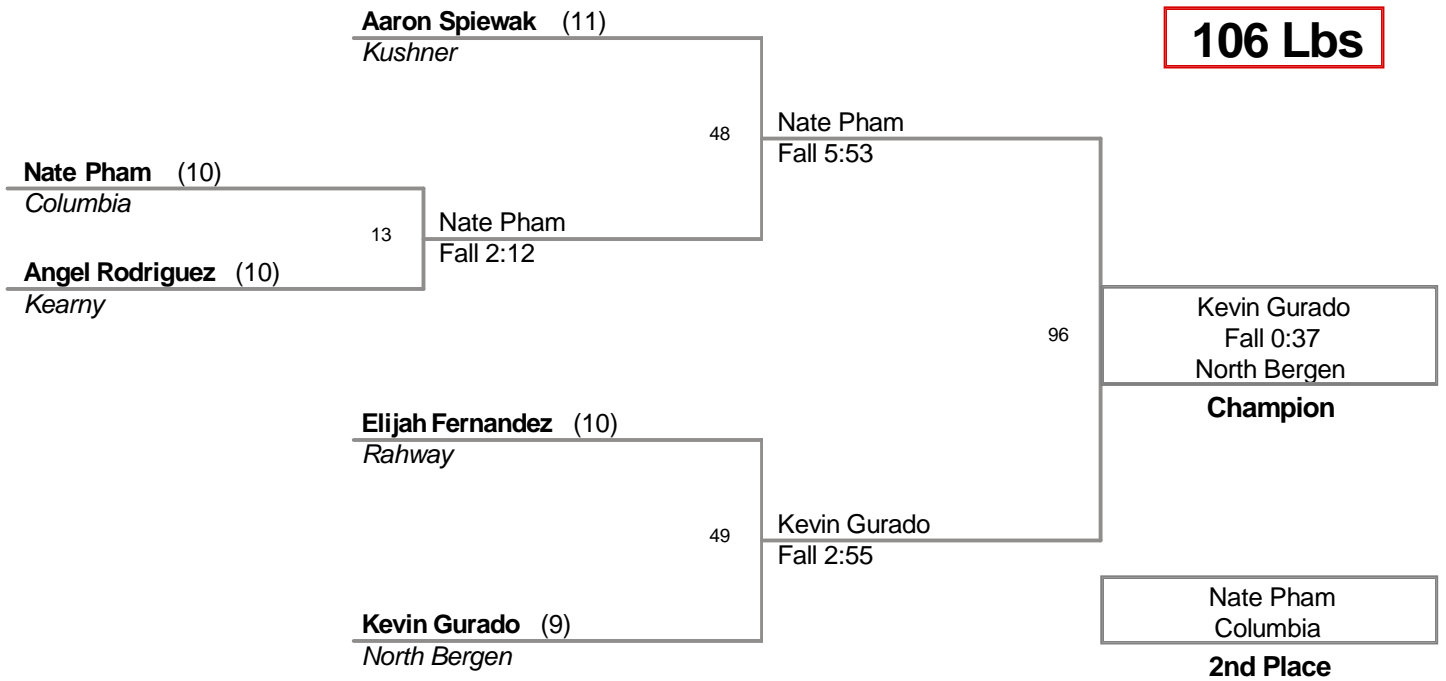 Aaron Spiewak (11)
Kushner
106 Lbs
48
Nate Pham
Fall 5:53
Nate Pham (10)
Columbia
13
Nate Pham
Fall 2:12
Angel Rodriguez (10)
Kearny
96
Kevin Gurado
Fall 0:37
North Bergen
Champion
Elijah Fernandez (10)
Rahway
49
Kevin Gurado
Fall 2:55
Kevin Gurado (9)
North Bergen
Nate Pham
Columbia
2nd Place